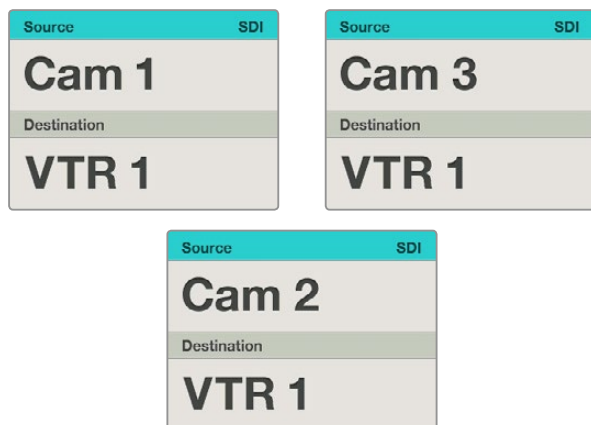 Source SDI
Cam 1
Destination
VTR 1
Source SDI
Cam 3
Destination
VTR 1
Source SDI
Cam 2
Destination
VTR 1